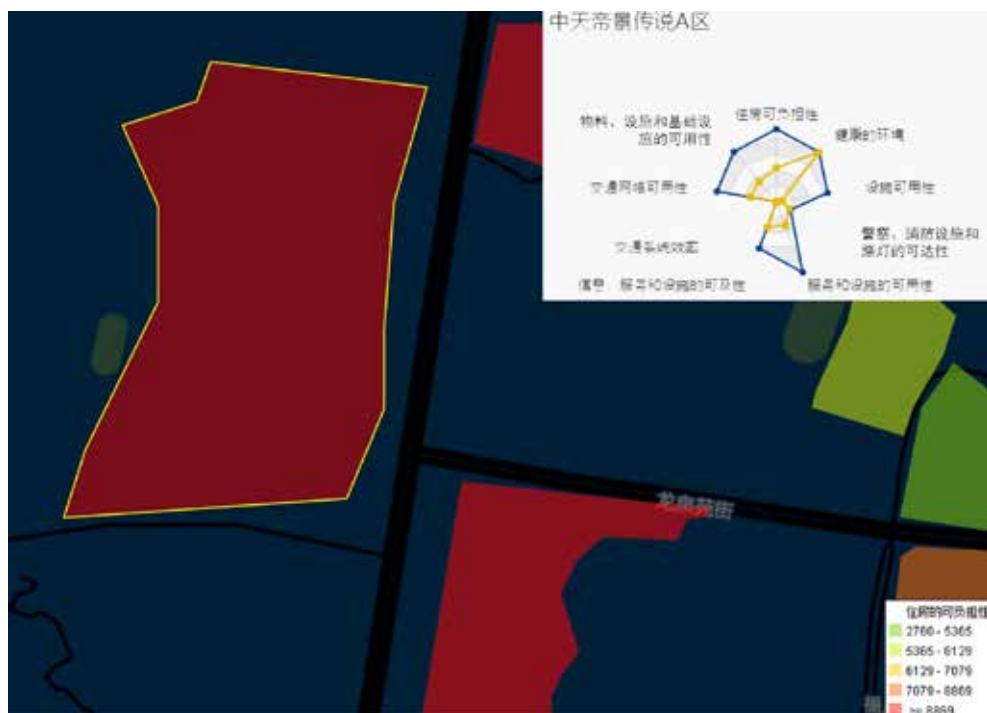 中天帝景传说A区
住房可负担性
物料、设施和基础设
施的可用性
健康的环境
交通网络可用性
设施可用性
警察、消防设施和
路灯的可达性
交通系统效率
信息、服务和设施的可及性
服务和设施的可用性
龙泉苑街
住房的可负担性
2760 - 5365
5365 - 6129
6129 - 7079
7079 - 8869
>= 8869